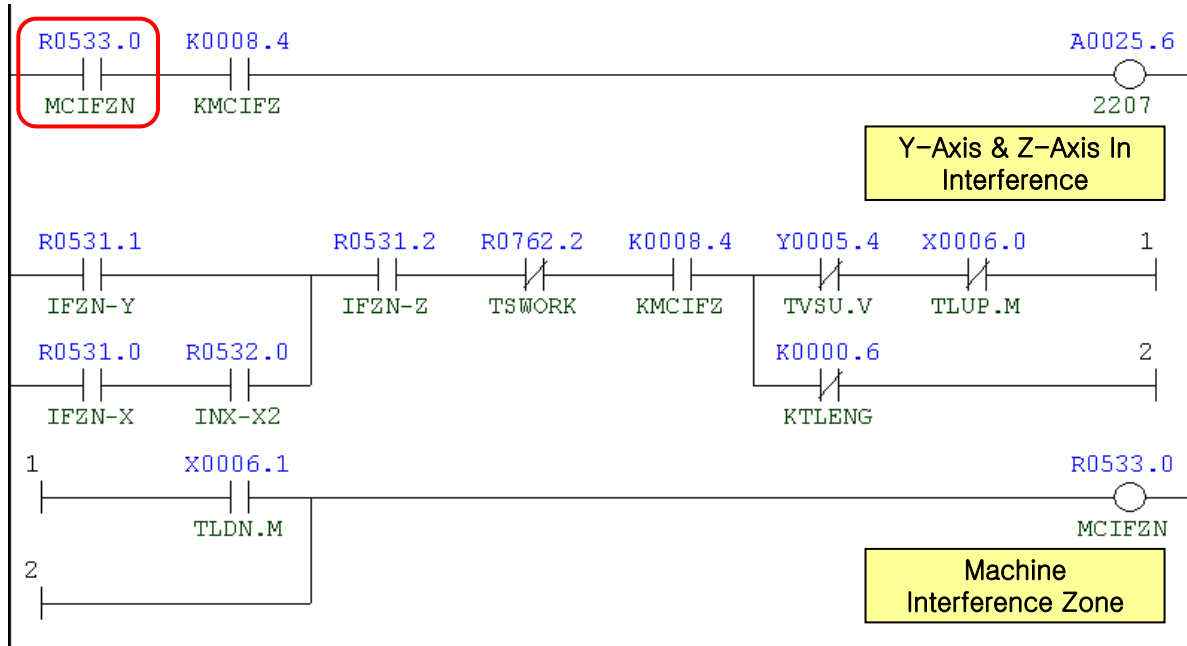 R0533.0 K0008.4 A0025.6
MCIFZN KMCIFZ 2207
Y-Axis & Z-Axis In
Interference
R0531.1 R0531.2 R0762.2 K0008.4 Y0005.4 X0006.0 1
IFZN-Y IFZN-Z TSWORK KMCIFZ TVSU.V TLUP.M
R0531.0 R0532.0 K0000.6 2
IFZN-X INX-X2 KTLENG
1 X0006.1 R0533.0
TLDN.M MCIFZN
2
Machine
Interference Zone